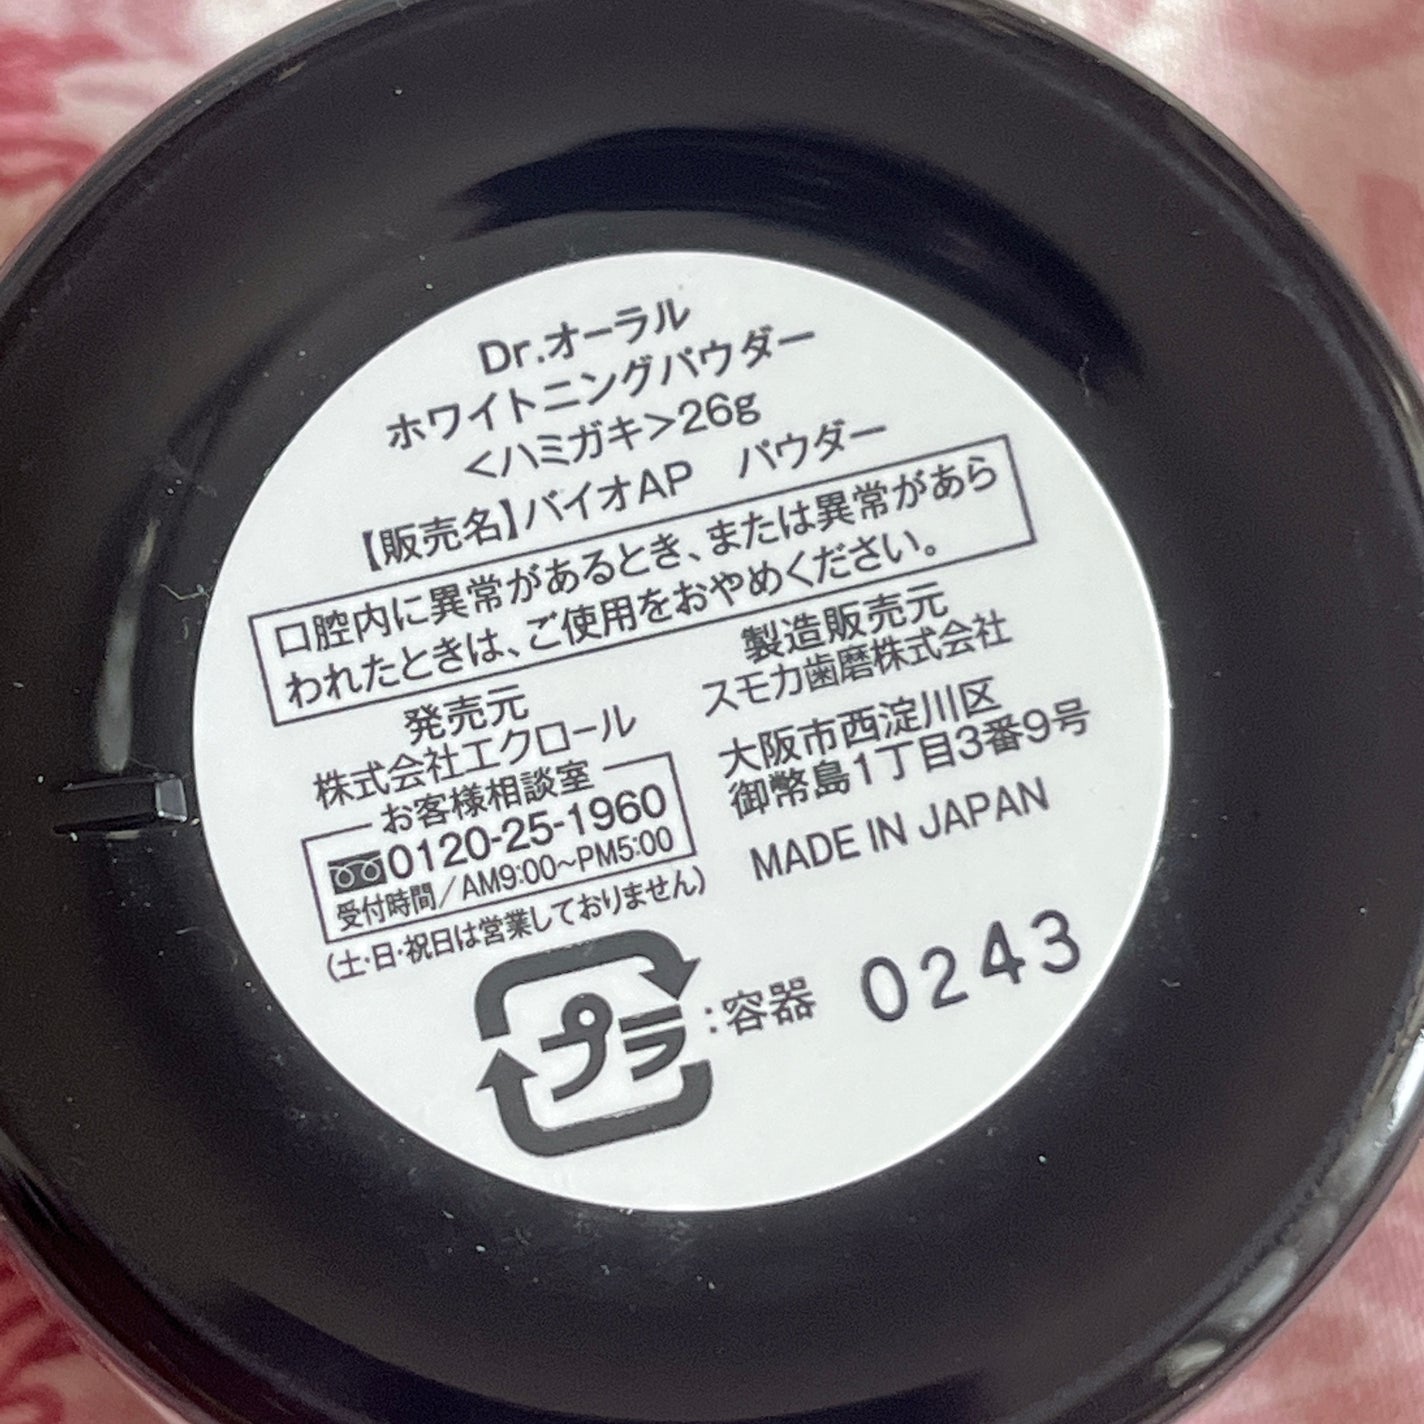 Dr.オーラル
ホワイトニングパウダー
<ハミガキ>26g
【販売名】バイオAP　パウダー
口腔内に異常があるとき、または異常があら
われたときは、ご使用をおやめください。
発売元
株式会社エクロール
お客様相談室
0120-25-1960
受付時間/AM9:00~PM5:00
(土・日・祝日は営業しておりません)
製造販売元
スモカ歯磨株式会社
大阪市西淀川区
御幣島1丁目3番9号
MADE IN JAPAN
プラ
:容器
0243